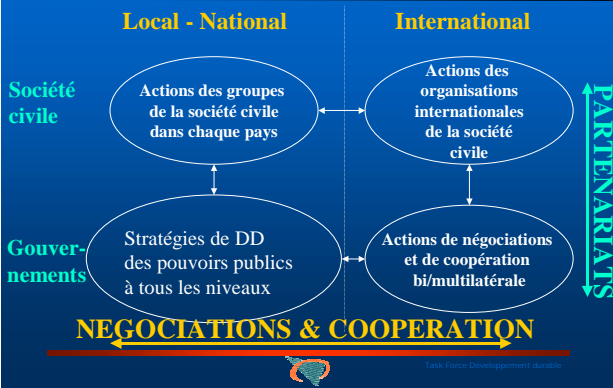 Local - National
International
Société
civile
Actions des groupes
de la société civile
dans chaque pays
Actions des
organisations
internationales
de la société
civile
PARTENARIATS
Gouver-
nements
Stratégies de DD
des pouvoirs publics
à tous les niveaux
Actions de négociations
et de coopération
bi/multilatérale
NEGOCIATIONS & COOPERATION
Task Force Développement durable